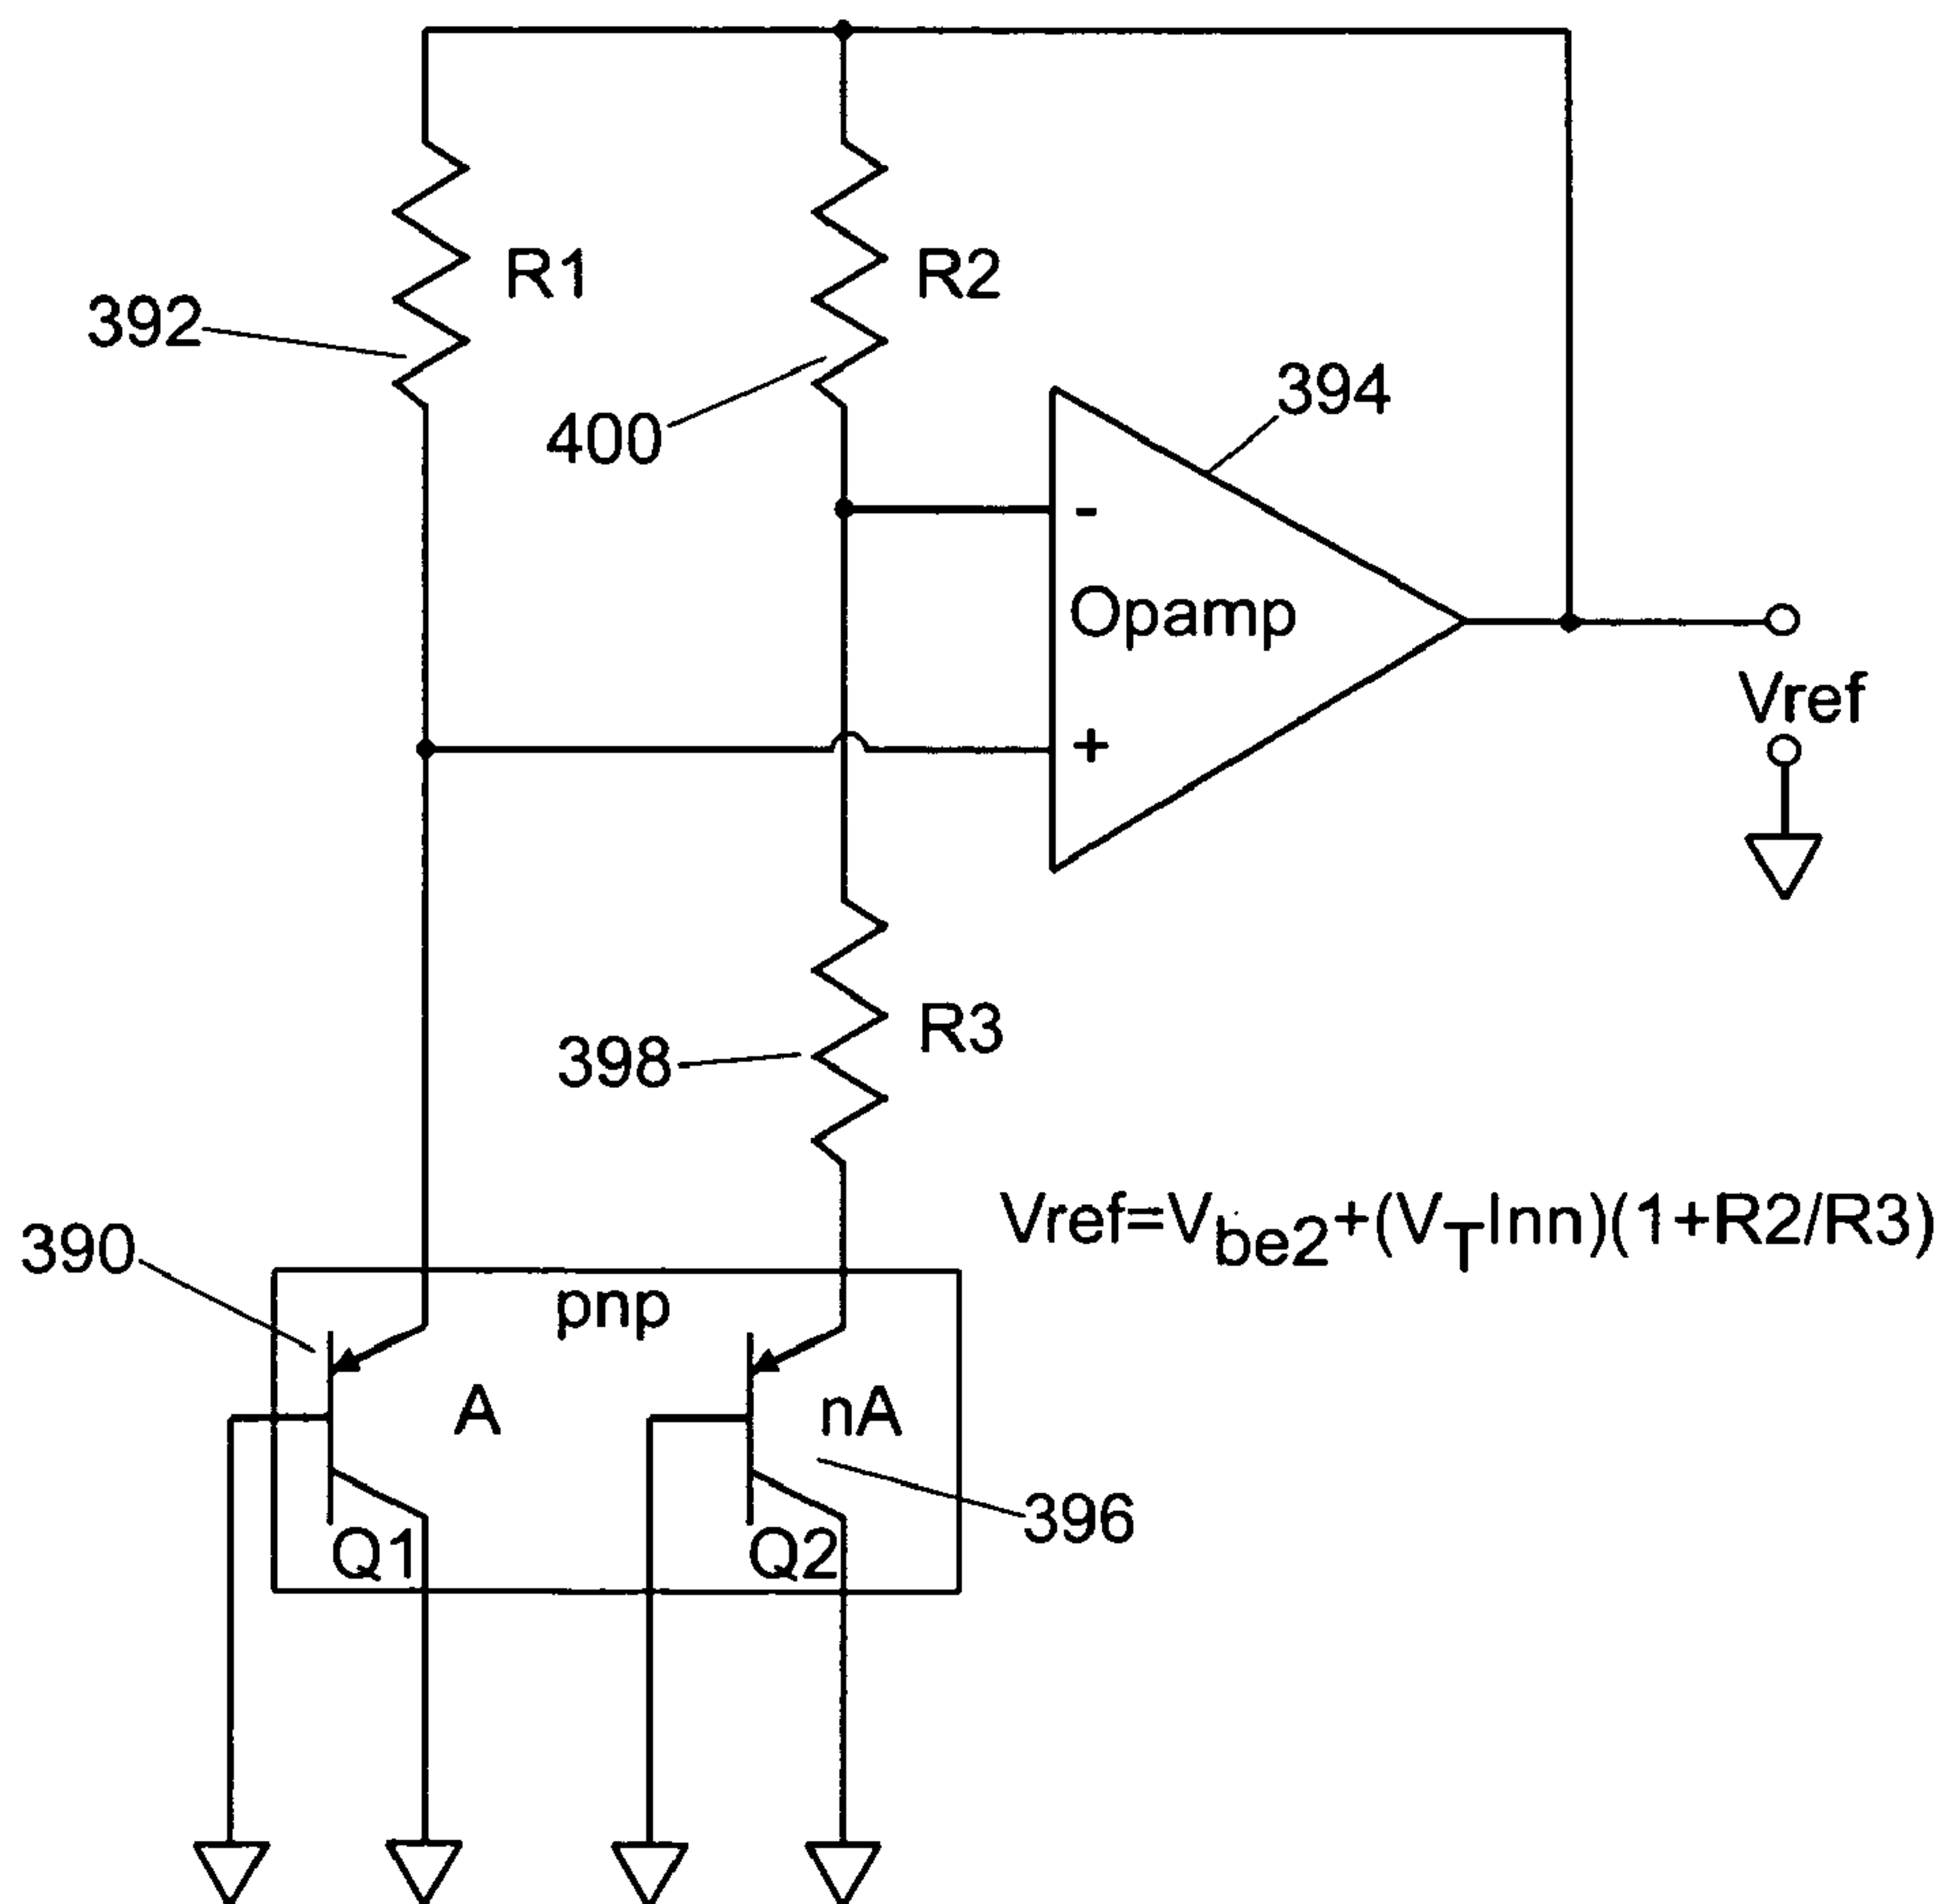 R1
R2
392
400
394
-
Opamp
+
Vref
R3
398
Vref=Vbe2+(VTlnn)(1+R2/R3)
390
pnp
A
nA
396
Q1
Q2